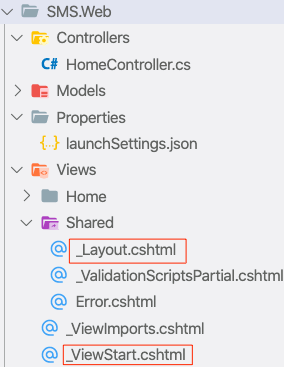 SMS.Web
Controllers
C# HomeController.cs
Models
Properties
{..} launchSettings.json
Views
Home
Shared
@ _Layout.cshtml
@ _ValidationScriptsPartial.cshtml
@ Error.cshtml
@ _ViewImports.cshtml
@ _ViewStart.cshtml